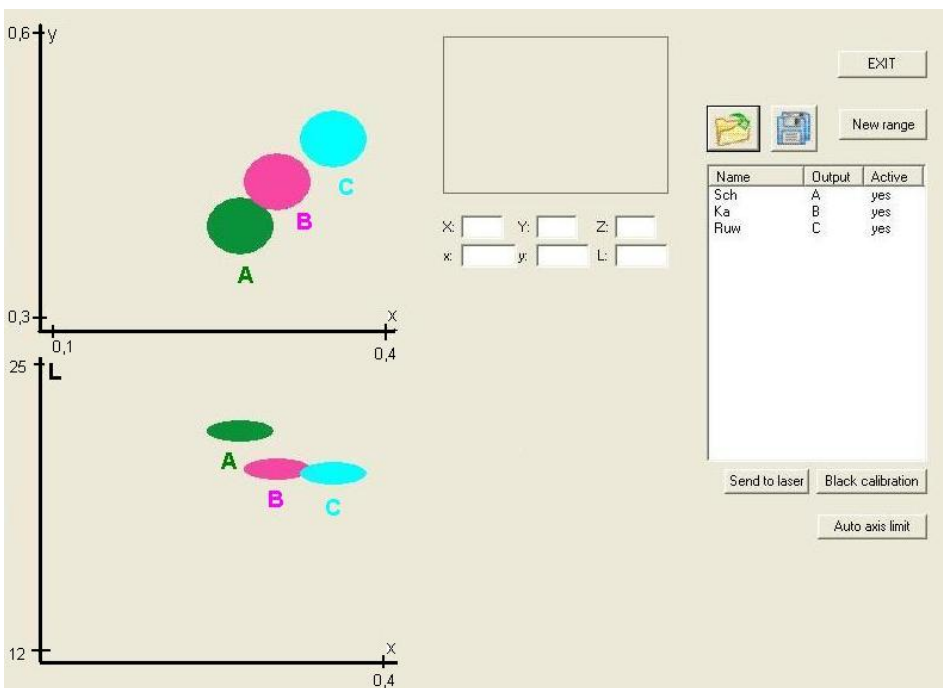 0,6
y
C
B
A
0,3
x
0,1
0,4
25
L
A
B
C
12
x
0,4
X:
Y:
Z:
x:
y:
L:
EXIT
New range
Name Output Active
Sch A yes
Ka B yes
Ruw C yes
Send to laser
Black calibration
Auto axis limit